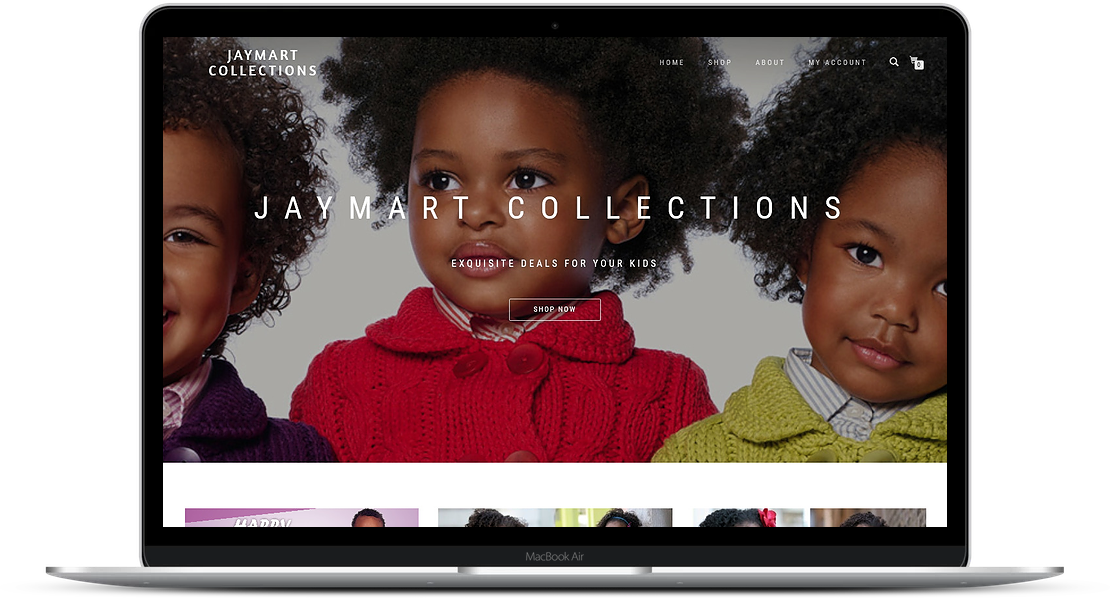 JAYMART
COLLECTIONS
HOME SHOP ABOUT MY ACCOUNT
0
JAYMART COLLECTIONS
EXQUISITE DEALS FOR YOUR KIDS
SHOP NOW
HAPPY
MacBook Air